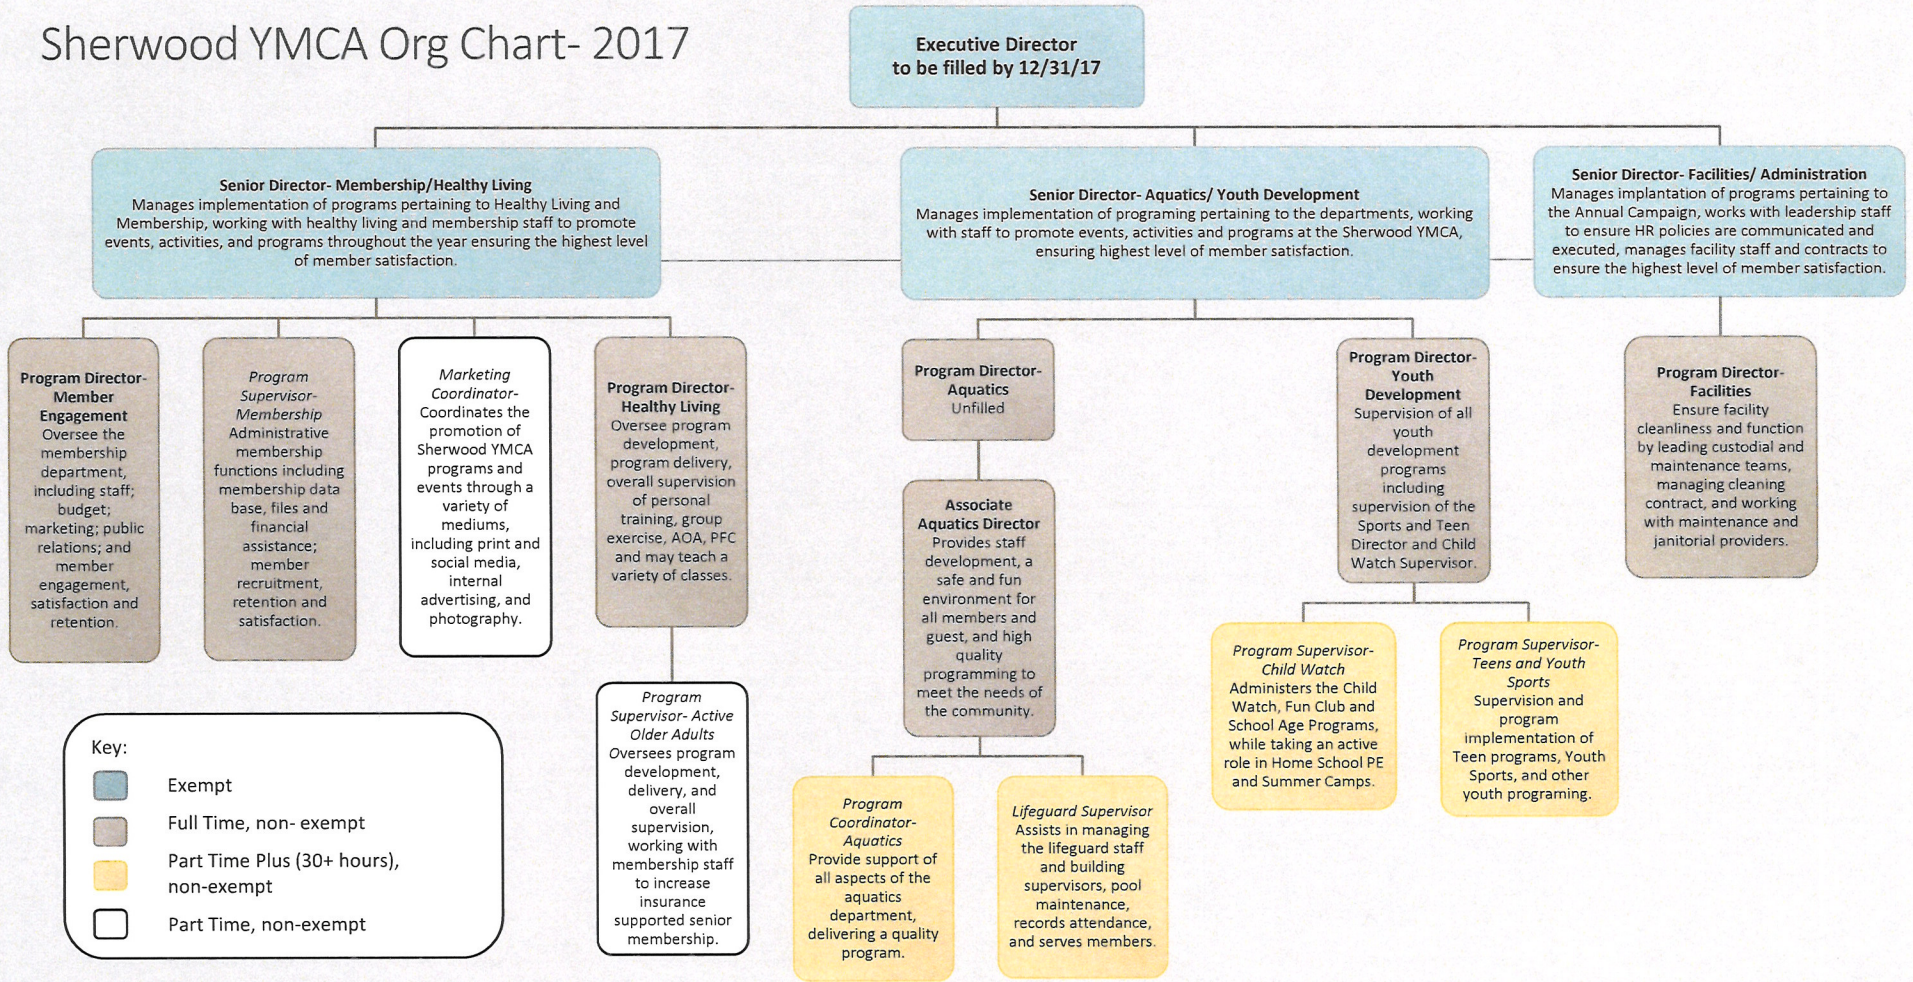 Sherwood YMCA Org Chart- 2017
Executive Director
to be filled by 12/31/17
Senior Director- Membership/Healthy Living
Manages implementation of programs pertaining to Healthy Living and
Membership, working with healthy living and membership staff to promote
events, activities, and programs throughout the year ensuring the highest level
of member satisfaction.
Senior Director- Aquatics/ Youth Development
Manages implementation of programing pertaining to the departments, working
with staff to promote events, activities and programs at the Sherwood YMCA,
ensuring highest level of member satisfaction.
Senior Director- Facilities/ Administration
Manages implantation of programs pertaining to
the Annual Campaign, works with leadership staff
to ensure HR policies are communicated and
executed, manages facility staff and contracts to
ensure the highest level of member satisfaction.
Program Director-
Member
Engagement
Oversee the
membership
department,
including staff;
budget;
marketing; public
relations; and
member
engagement,
satisfaction and
retention.
Program
Supervisor-
Membership
Administrative
membership
functions including
membership data
base, files and
financial
assistance;
member
recruitment,
retention and
satisfaction.
Marketing
Coordinator-
Coordinates the
promotion of
Sherwood YMCA
programs and
events through a
variety of
mediums,
including print and
social media,
internal
advertising, and
photography.
Program Director-
Healthy Living
Oversee program
development,
program delivery,
overall supervision
of personal
training, group
exercise, AOA, PFC
and may teach a
variety of classes.
Program
Supervisor- Active
Older Adults
Oversees program
development,
delivery, and
overall
supervision,
working with
membership staff
to increase
insurance
supported senior
membership.
Program Director-
Aquatics
Unfilled
Associate
Aquatics Director
Provides staff
development, a
safe and fun
environment for
all members and
guest, and high
quality
programming to
meet the needs of
the community.
Program
Coordinator-
Aquatics
Provide support of
all aspects of the
aquatics
department,
delivering a quality
program.
Lifeguard Supervisor
Assists in managing
the lifeguard staff
and building
supervisors, pool
maintenance,
records attendance,
and serves members.
Program Director-
Youth
Development
Supervision of all
youth
development
programs
including
supervision of the
Sports and Teen
Director and Child
Watch Supervisor.
Program Supervisor-
Child Watch
Administers the Child
Watch, Fun Club and
School Age Programs,
while taking an active
role in Home School PE
and Summer Camps.
Program Supervisor-
Teens and Youth
Sports
Supervision and
program
implementation of
Teen programs, Youth
Sports, and other
youth programing.
Program Director-
Facilities
Ensure facility
cleanliness and function
by leading custodial and
maintenance teams,
managing cleaning
contract, and working
with maintenance and
janitorial providers.
Key:
Exempt
Full Time, non- exempt
Part Time Plus (30+ hours),
non-exempt
Part Time, non-exempt